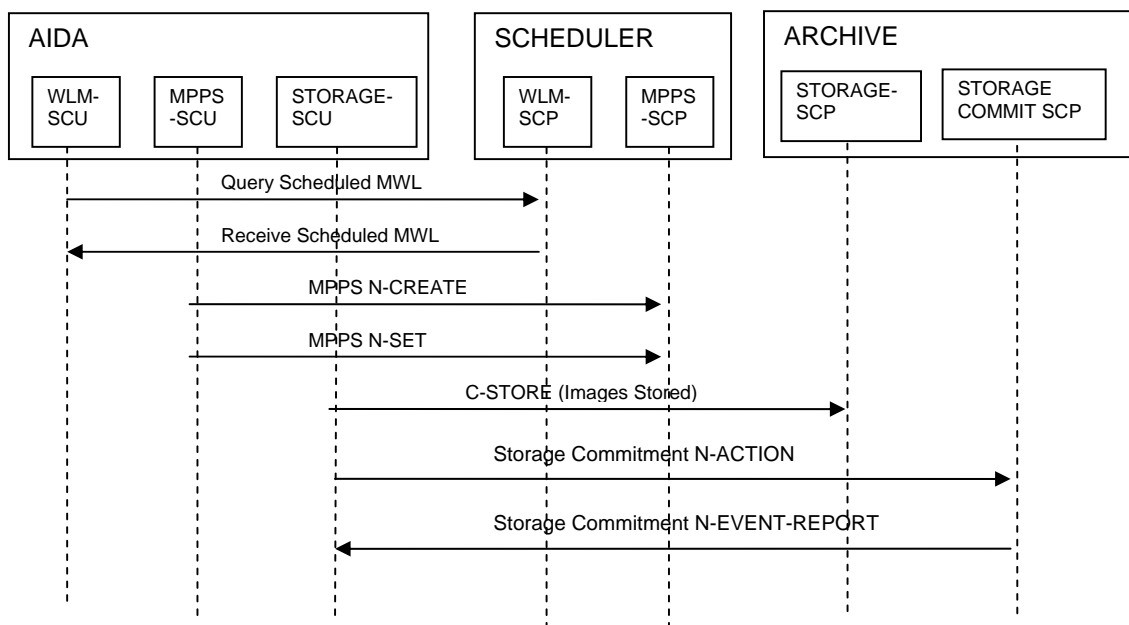 AIDA
SCHEDULER
ARCHIVE
WLM-
SCU
MPPS
-SCU
STORAGE-
SCU
WLM-
SCP
MPPS
-SCP
STORAGE-
SCP
STORAGE
COMMIT SCP
Query Scheduled MWL
Receive Scheduled MWL
MPPS N-CREATE
MPPS N-SET
C-STORE (Images Stored)
Storage Commitment N-ACTION
Storage Commitment N-EVENT-REPORT